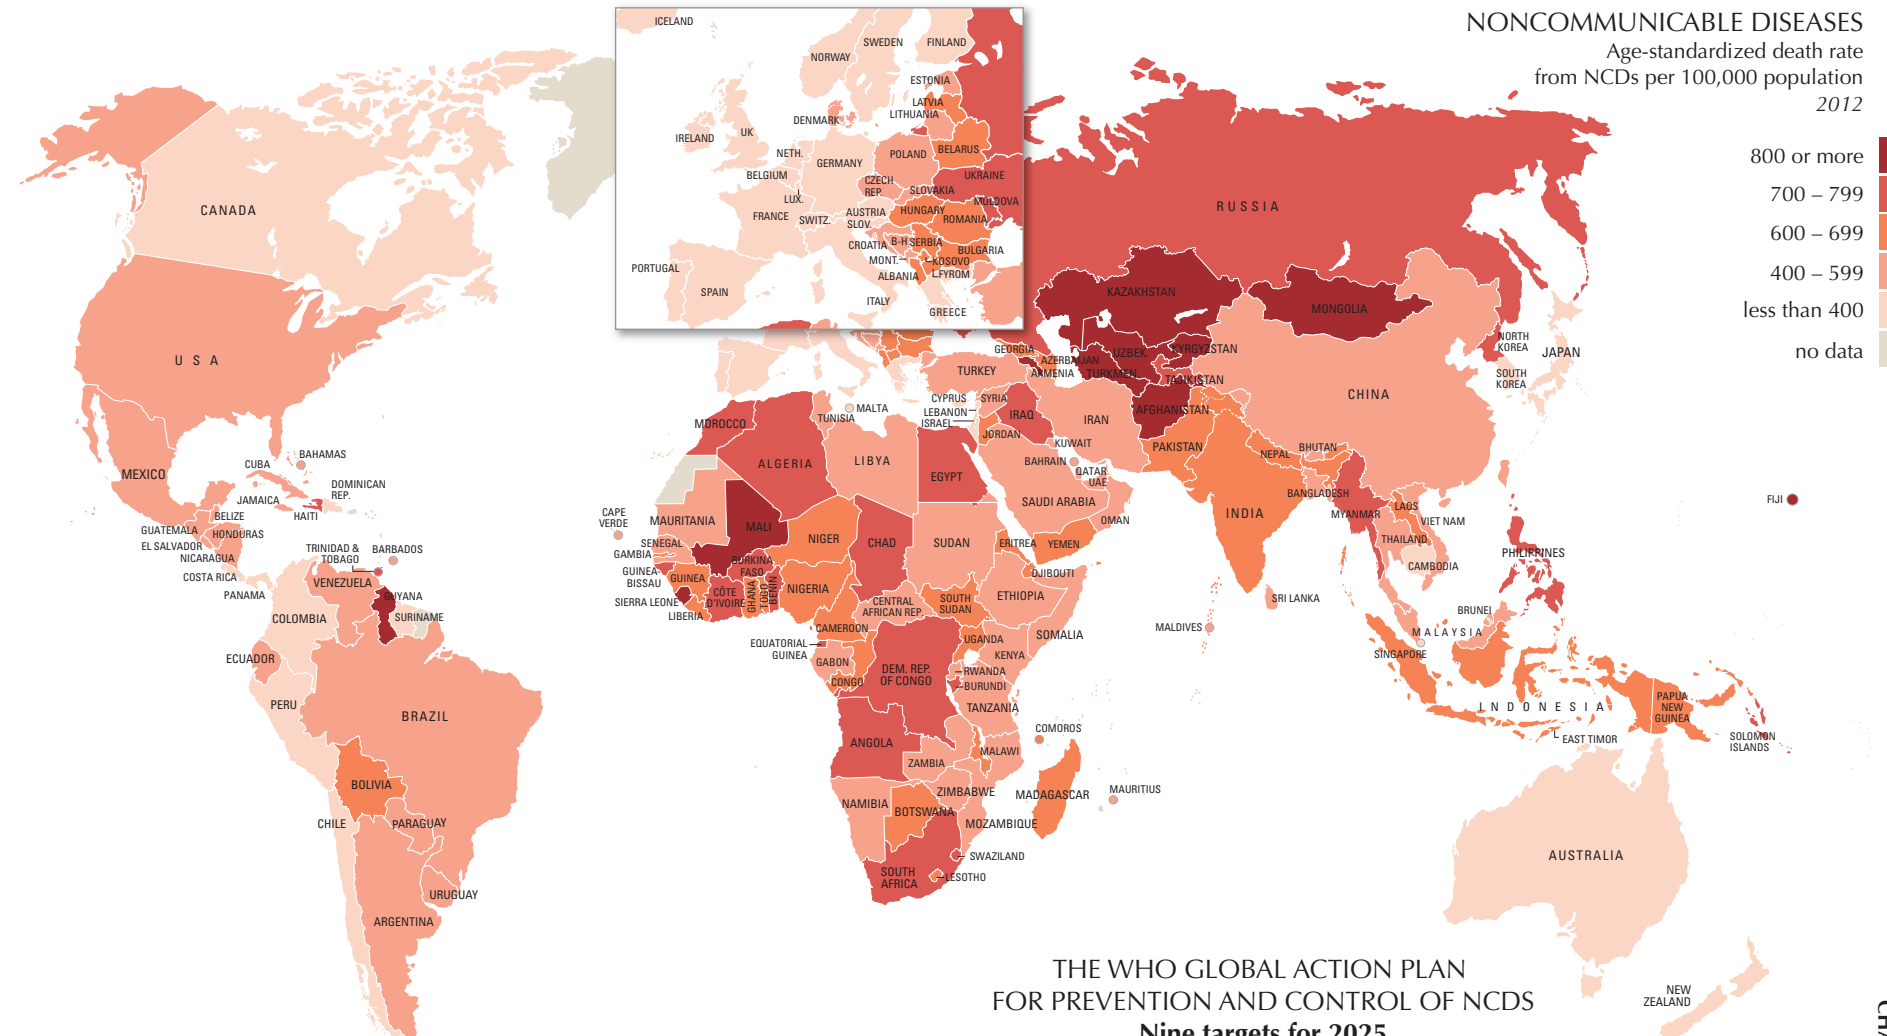 NONCOMMUNICABLE DISEASES
Age-standardized death rate
from NCDs per 100,000 population
2012
800 or more
700 – 799
600 – 699
400 – 599
less than 400
no data
ICELAND
SWEDEN
FINLAND
NORWAY
ESTONIA
LATVIA
LITHUANIA
DENMARK
IRELAND
UK
NETH.
GERMANY
POLAND
BELARUS
BELGIUM
CZECH
REP.
UKRAINE
SLOVAKIA
LUX.
MOLDOVA
FRANCE
SWITZ.
AUSTRIA
SLOV.
HUNGARY
ROMANIA
CROATIA
B-H
SERBIA
BULGARIA
MONT.
KOSOVO
ALBANIA
FYROM
PORTUGAL
SPAIN
ITALY
GREECE
CANADA
USA
MEXICO
CUBA
BAHAMAS
DOMINICAN
REP.
JAMAICA
HAITI
BELIZE
GUATEMALA
HONDURAS
EL SALVADOR
NICARAGUA
COSTA RICA
PANAMA
TRINIDAD &
TOBAGO
BARBADOS
VENEZUELA
GUYANA
SURINAME
COLOMBIA
ECUADOR
PERU
BRAZIL
BOLIVIA
CHILE
PARAGUAY
URUGUAY
ARGENTINA
RUSSIA
KAZAKHSTAN
MONGOLIA
GEORGIA
AZERBAIJAN
ARMENIA
UZBEK.
KYRGYZSTAN
TURKMEN.
TAJIKISTAN
NORTH
KOREA
SOUTH
KOREA
JAPAN
CHINA
TURKEY
CYPRUS
SYRIA
LEBANON
ISRAEL
IRAQ
IRAN
AFGHANISTAN
JORDAN
KUWAIT
PAKISTAN
BAHRAIN
QATAR
UAE
NEPAL
BHUTAN
SAUDI ARABIA
OMAN
YEMEN
BANGLADESH
INDIA
MYANMAR
LAOS
VIET NAM
THAILAND
CAMBODIA
PHILIPPINES
SRI LANKA
MALDIVES
BRUNEI
MALAYSIA
SINGAPORE
INDONESIA
EAST TIMOR
PAPUA
NEW
GUINEA
SOLOMON
ISLANDS
FIJI
AUSTRALIA
NEW
ZEALAND
MALTA
MOROCCO
TUNISIA
ALGERIA
LIBYA
EGYPT
CAPE
VERDE
MAURITANIA
MALI
NIGER
CHAD
SUDAN
ERITREA
DJIBOUTI
SENEGAL
GAMBIA
GUINEA-
BISSAU
GUINEA
SIERRA LEONE
LIBERIA
CÔTE
D'IVOIRE
BURKINA
FASO
GHANA
TOGO
BENIN
NIGERIA
CENTRAL
AFRICAN REP.
SOUTH
SUDAN
ETHIOPIA
SOMALIA
CAMEROON
EQUATORIAL
GUINEA
GABON
CONGO
DEM. REP.
OF CONGO
UGANDA
KENYA
RWANDA
BURUNDI
TANZANIA
COMOROS
ANGOLA
ZAMBIA
MALAWI
ZIMBABWE
MOZAMBIQUE
MADAGASCAR
MAURITIUS
NAMIBIA
BOTSWANA
SWAZILAND
SOUTH
AFRICA
LESOTHO
THE WHO GLOBAL ACTION PLAN
FOR PREVENTION AND CONTROL OF NCDS
Nine targets for 2025